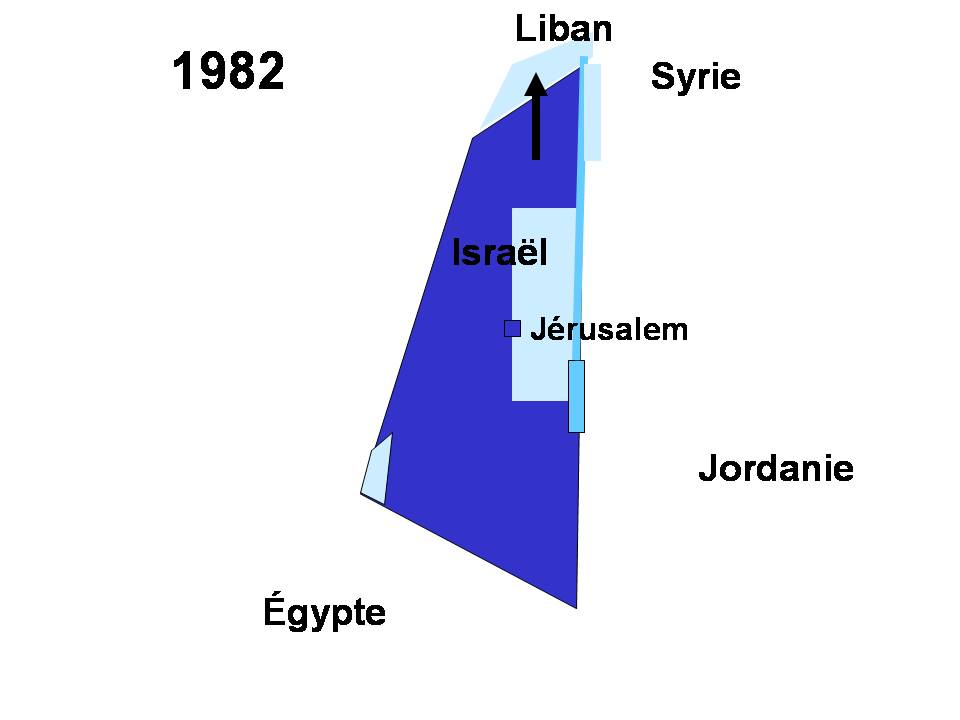 Liban
1982
Syrie
Israël
Jérusalem
Jordanie
Égypte